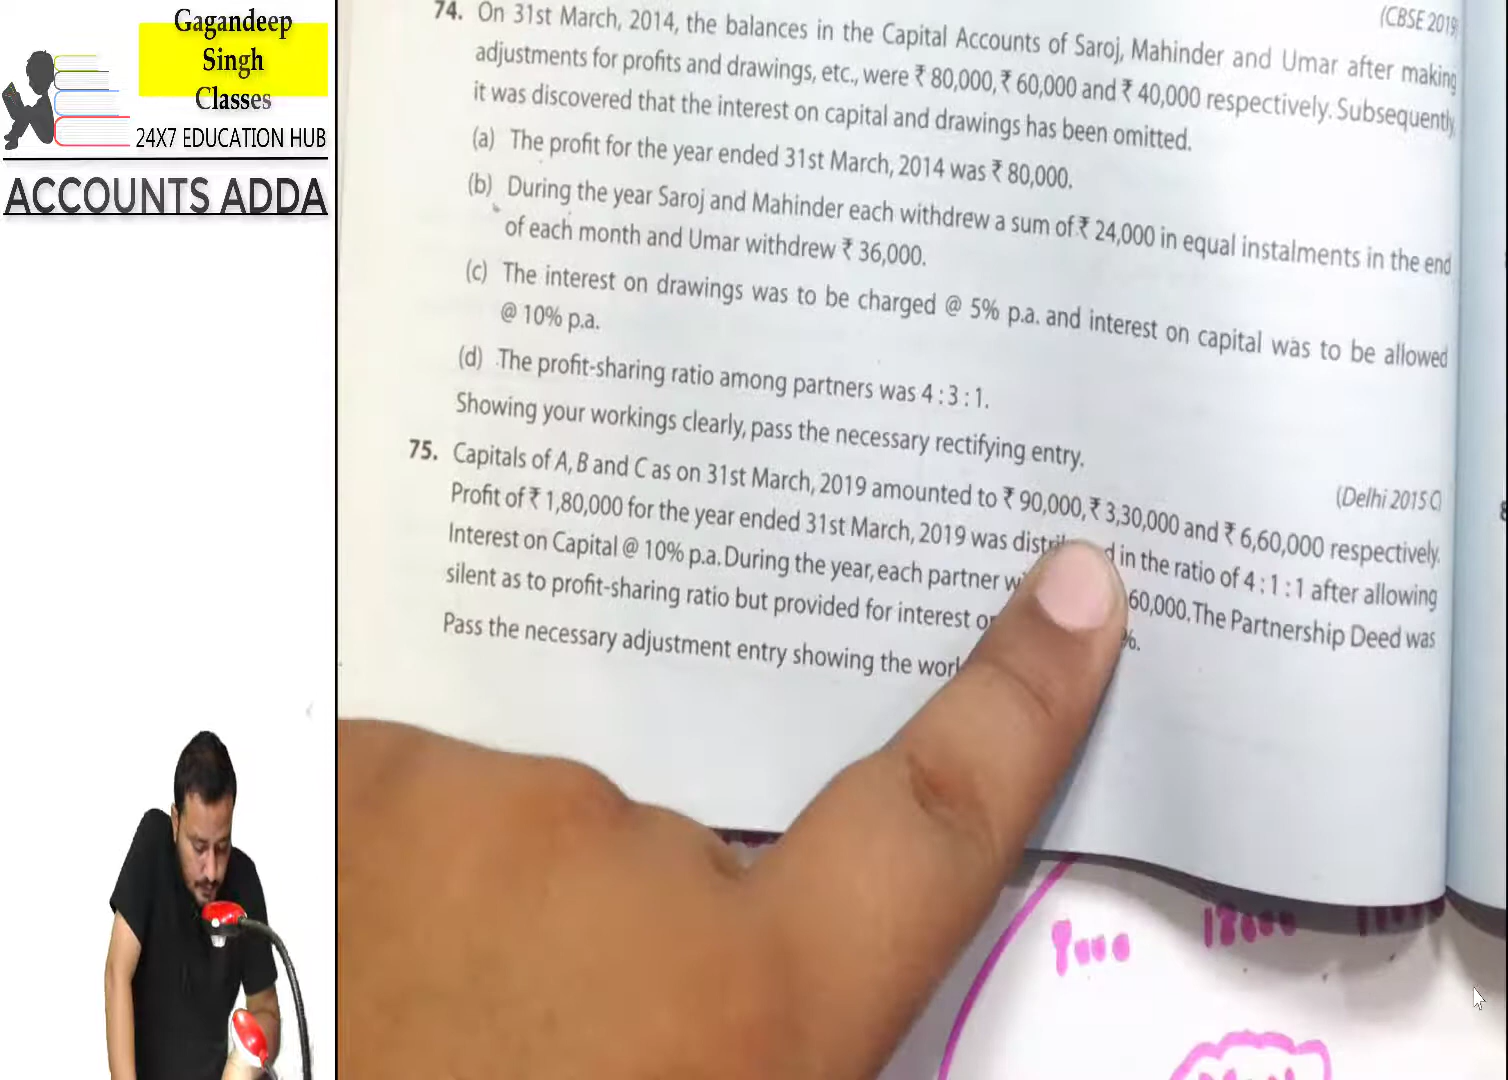 Gagandeep
Singh
Classes
24X7 EDUCATION HUB
ACCOUNTS ADDA
(CBSE 2019
74. On 31st March, 2014, the balances in the Capital Accounts of Saroj, Mahinder and Umar after making
adjustments for profits and drawings, etc., were ₹ 80,000, ₹ 60,000 and ₹ 40,000 respectively. Subsequently,
it was discovered that the interest on capital and drawings has been omitted.
(a) The profit for the year ended 31st March, 2014 was ₹ 80,000.
(b) During the year Saroj and Mahinder each withdrew a sum of ₹ 24,000 in equal instalments in the end
of each month and Umar withdrew ₹ 36,000.
(c) The interest on drawings was to be charged @ 5% p.a. and interest on capital was to be allowed
@ 10% p.a.
(d) The profit-sharing ratio among partners was 4 : 3 : 1.
Showing your workings clearly, pass the necessary rectifying entry.
(Delhi 2015 C)
75. Capitals of A, B and C as on 31st March, 2019 amounted to ₹ 90,000, ₹ 3,30,000 and ₹ 6,60,000 respectively.
Profit of ₹ 1,80,000 for the year ended 31st March, 2019 was in the ratio of 4 : 1 : 1 after allowing
Interest on Capital @ 10% p.a. During the year, each partner 60,000. The Partnership Deed was
silent as to profit-sharing ratio but provided for interest %.
Pass the necessary adjustment entry showing the